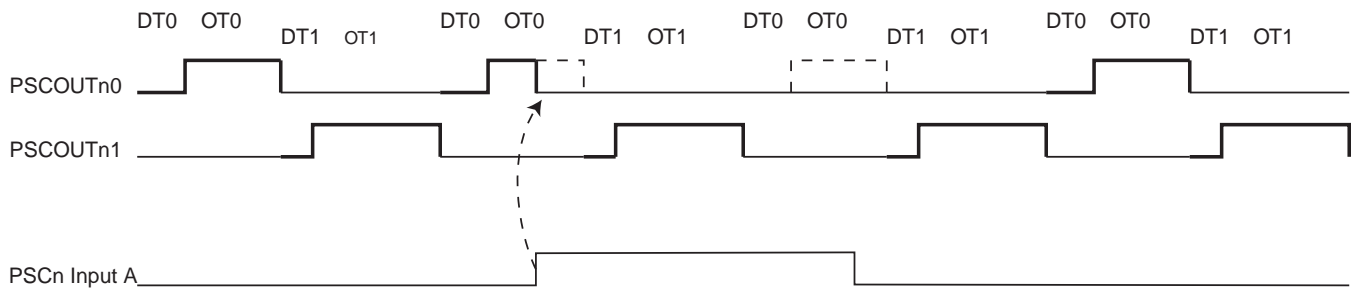 DT0 OT0 DT0 OT0 DT0 OT0 DT0 OT0
DT1 OT1 DT1 OT1 DT1 OT1 DT1 OT1
PSCOUTn0
PSCOUTn1
PSCn Input A